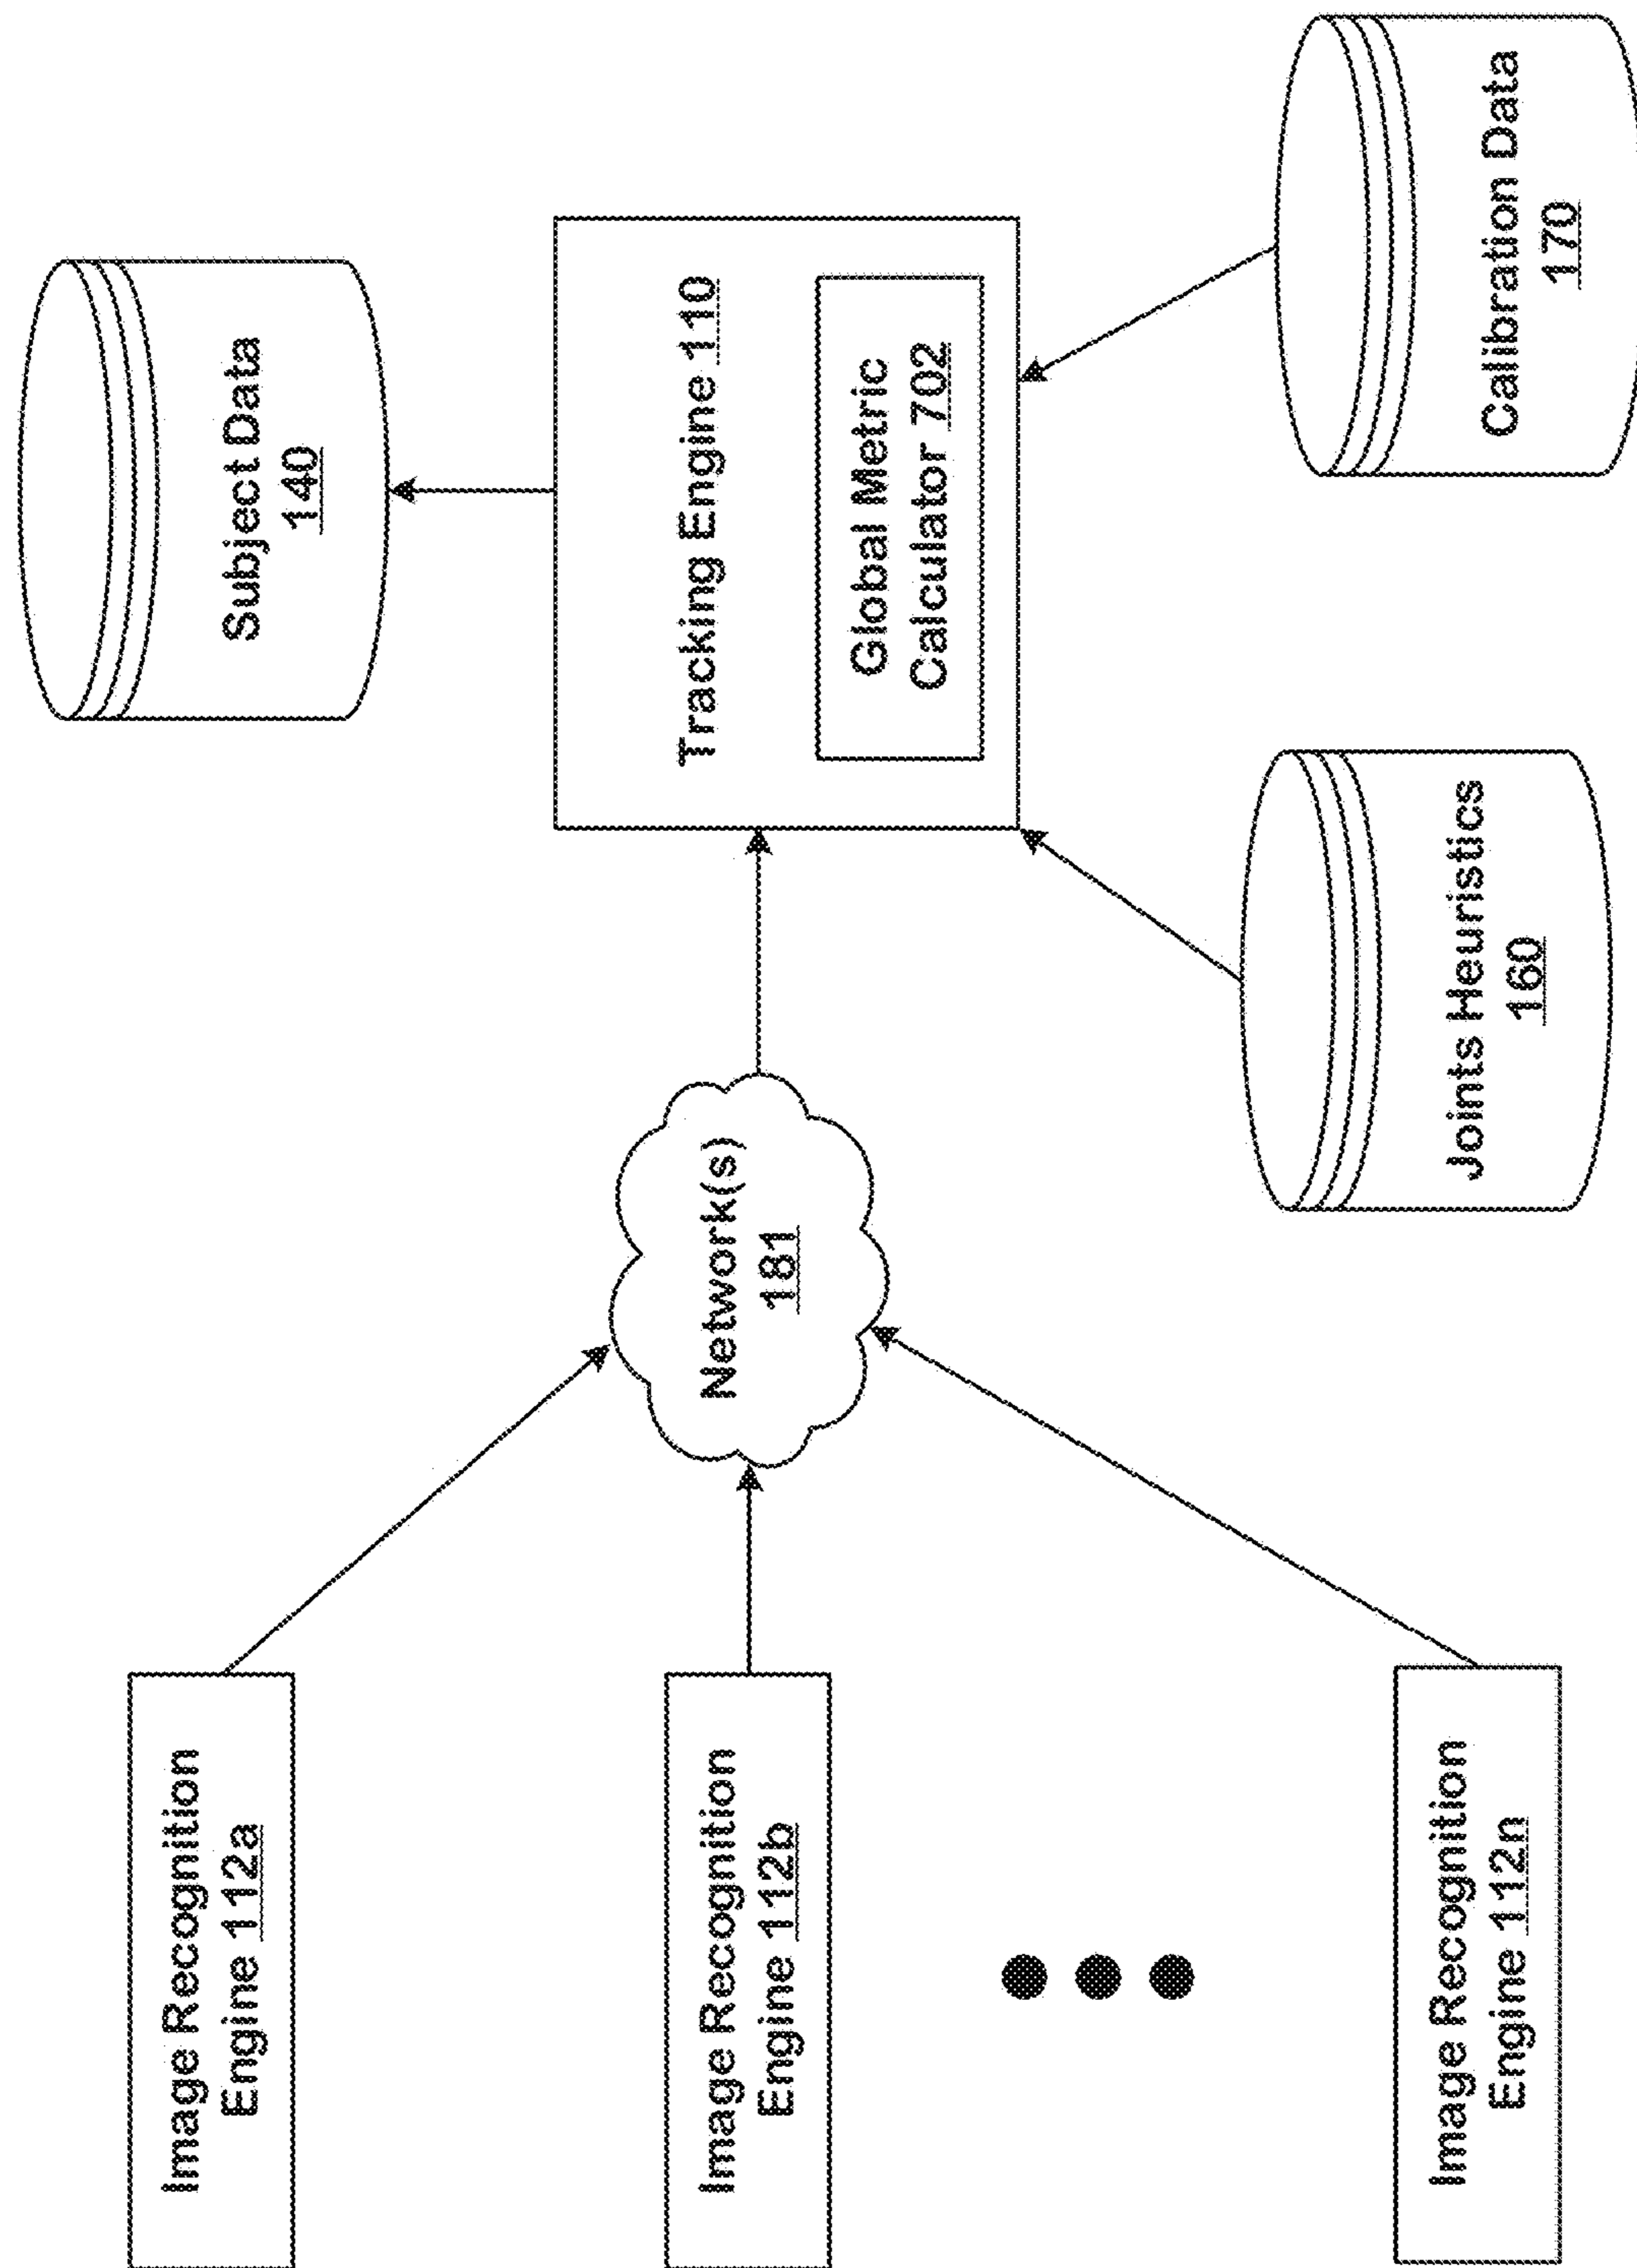 Image Recognition
Engine 112a
Image Recognition
Engine 112b
Image Recognition
Engine 112n
Network(s)
181
Subject Data
140
Tracking Engine 110
Global Metric
Calculator 702
Joints Heuristics
160
Calibration Data
170